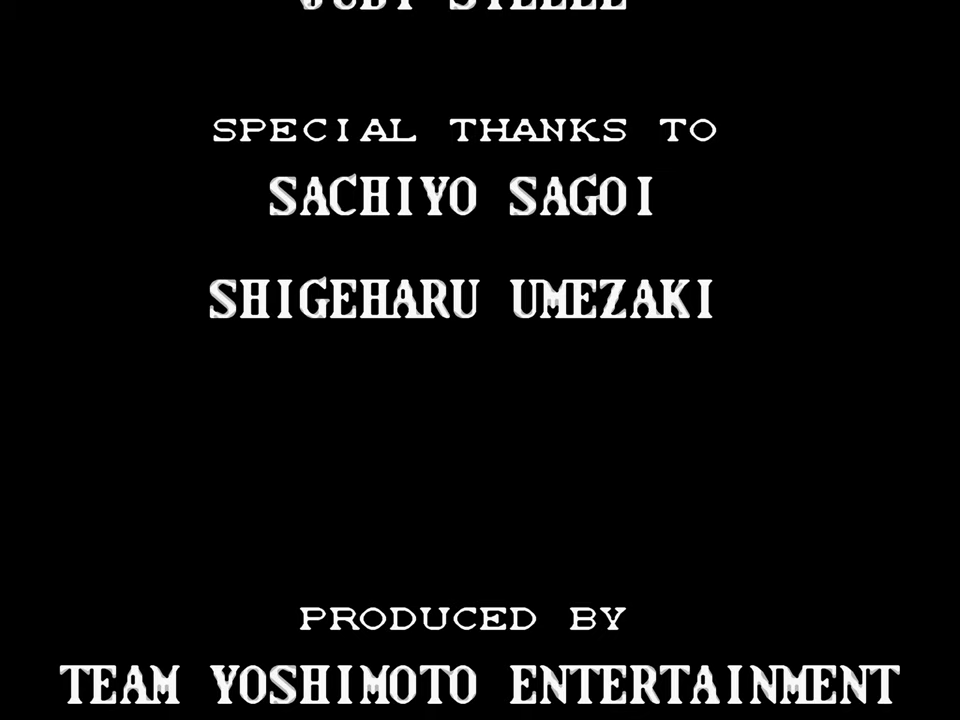 SPECIAL THANKS TO
SACHIYO SAGOI
SHIGEHARU UMEZAKI
PRODUCED BY
TEAM YOSHIMOTO ENTERTAINMENT